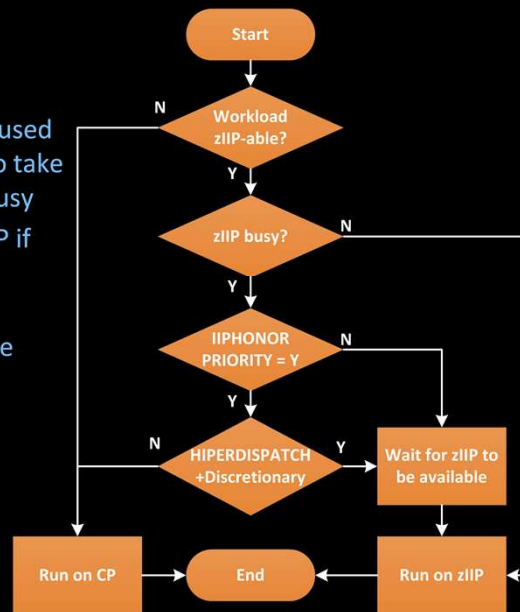 Start
N
Workload
zIIP-able?
used
take
Y
P if
zIIP busy?
N
Y
IIPHONOR
PRIORITY = Y
N
Y
N
HIPERDISPATCH
+Discretionary
Y
Wait for zIIP to
be available
Run on CP
End
Run on zIIP